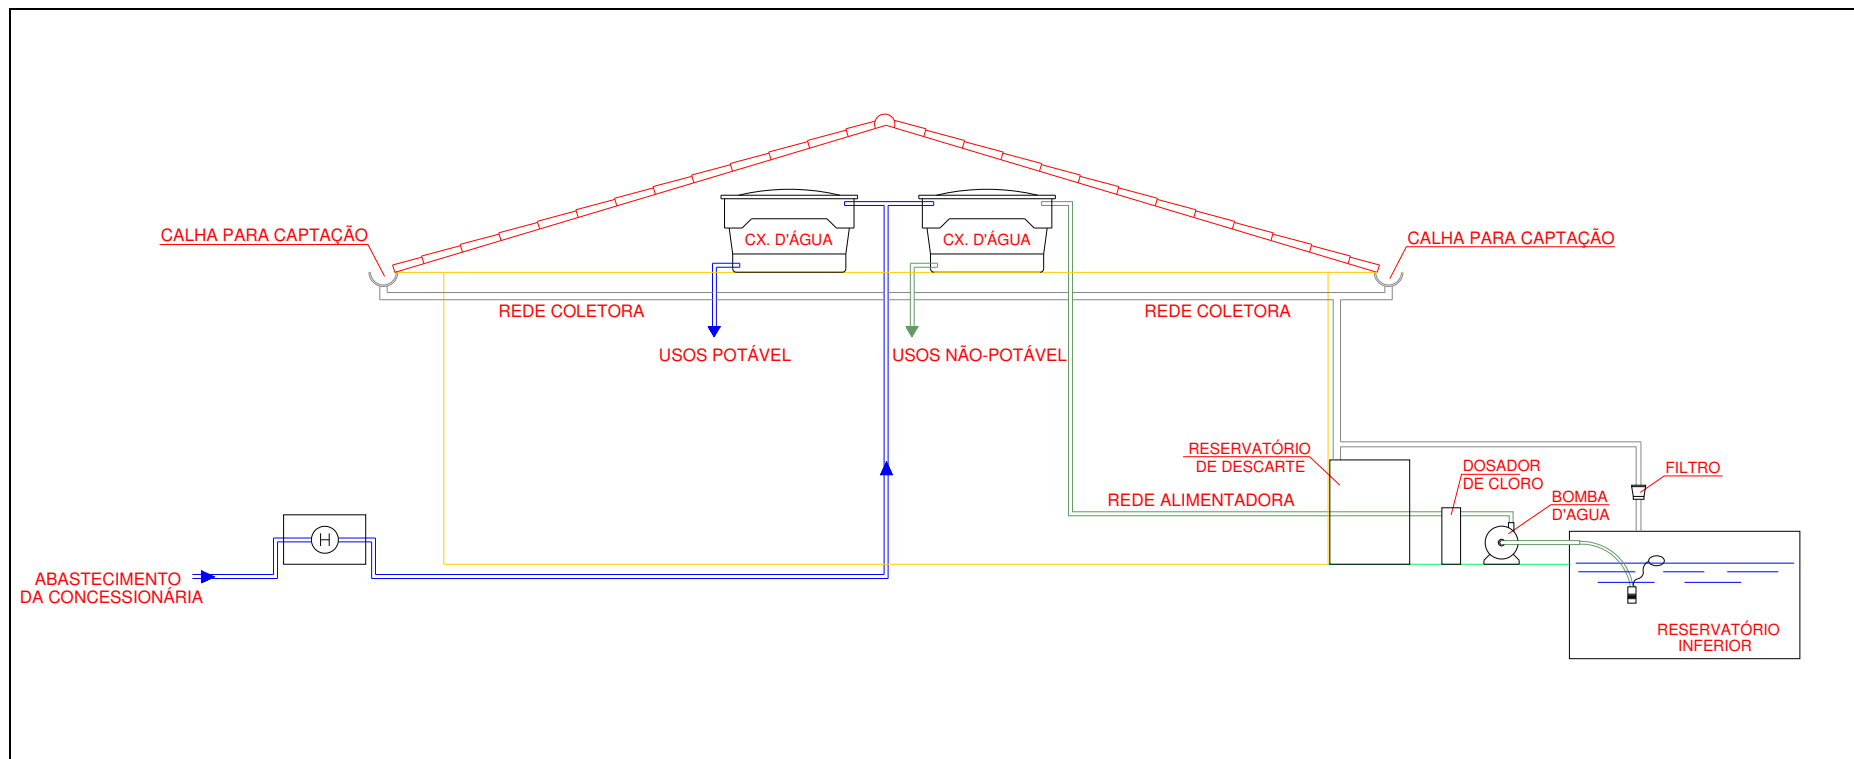 CALHA PARA CAPTAÇÃO
CX. D'ÁGUA
CX. D'ÁGUA
CALHA PARA CAPTAÇÃO
REDE COLETORA
REDE COLETORA
USOS POTÁVEL
USOS NÃO-POTÁVEL
RESERVATÓRIO
DE DESCARTE
DOSADOR
DE CLORO
FILTRO
REDE ALIMENTADORA
BOMBA
D'AGUA
H
ABASTECIMENTO
DA CONCESSIONÁRIA
RESERVATÓRIO
INFERIOR